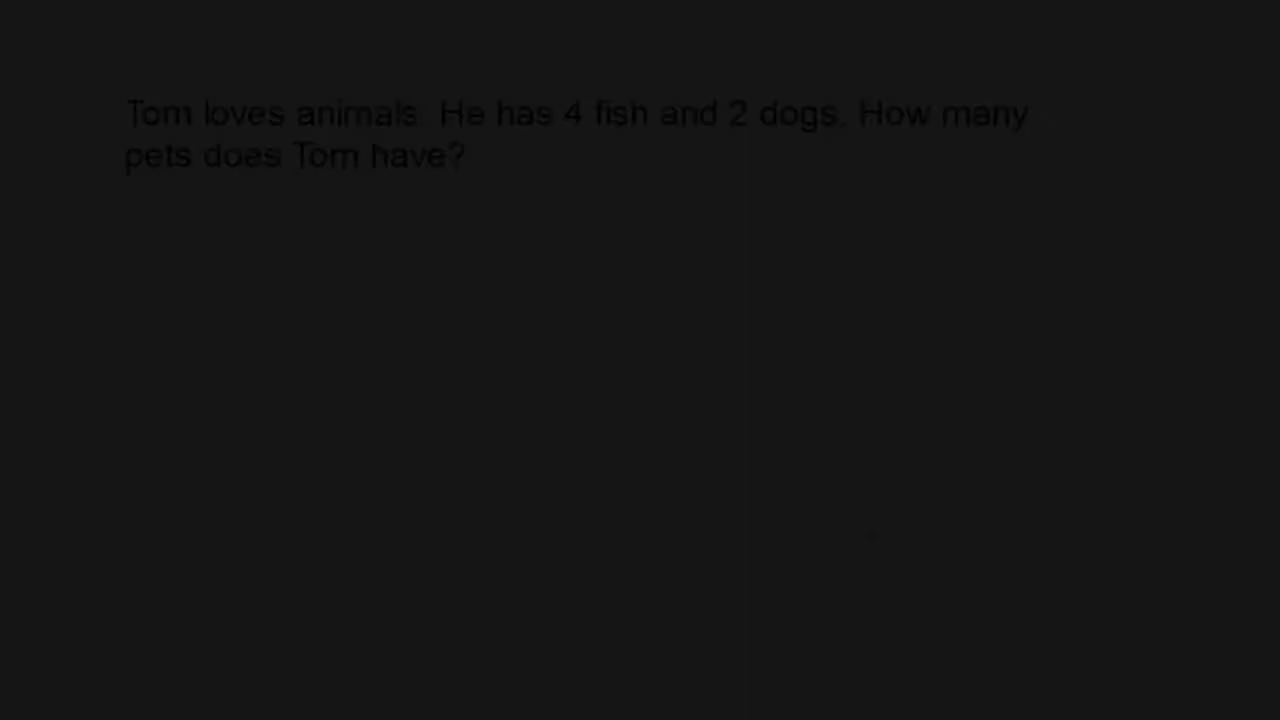 Tom loves animals. He has 4 fish and 2 dogs. How many
pets does Tom have?